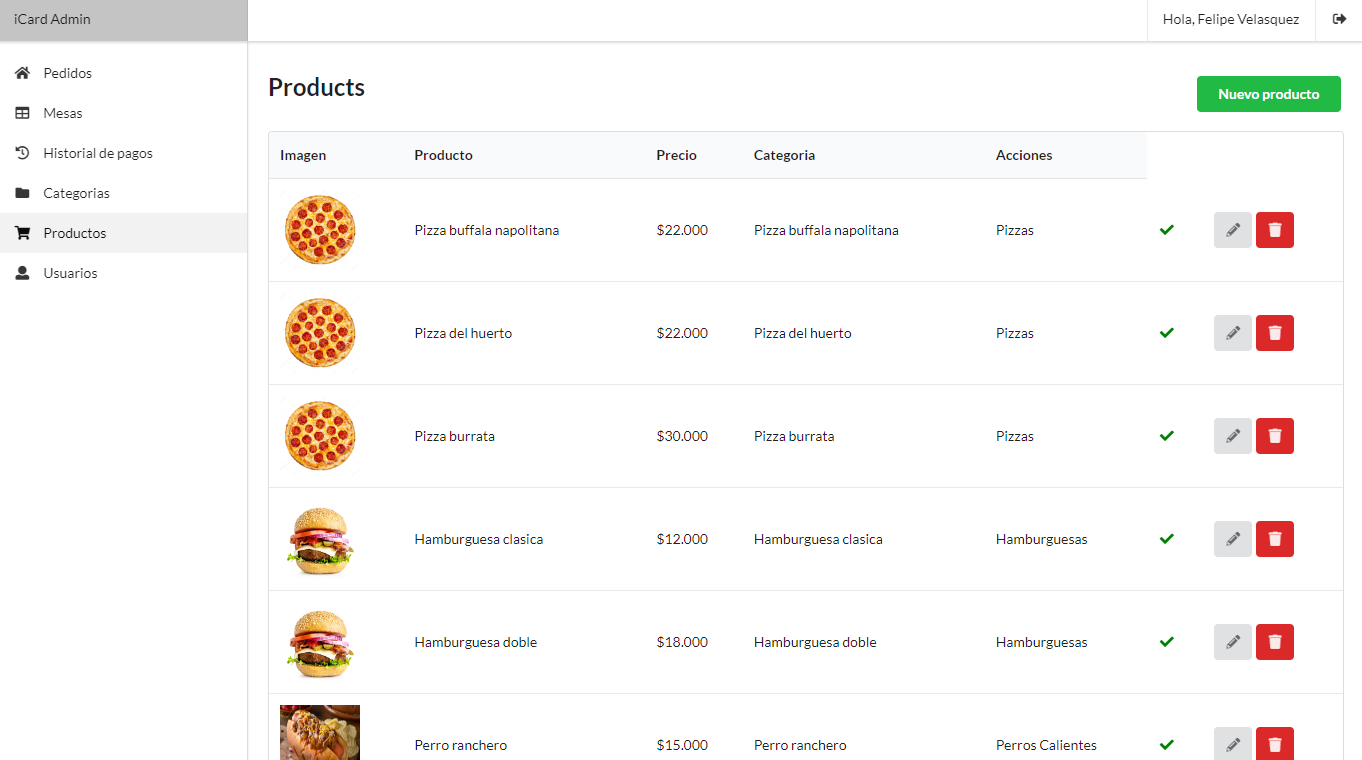 iCard Admin
Hola, Felipe Velasquez
Pedidos
Mesas
Historial de pagos
Categorias
Productos
Usuarios
Products
Nuevo producto
Imagen Producto Precio Categoria Acciones
Pizza buffala napolitana $22.000 Pizza buffala napolitana Pizzas
Pizza del huerto $22.000 Pizza del huerto Pizzas
Pizza burrata $30.000 Pizza burrata Pizzas
Hamburguesa clasica $12.000 Hamburguesa clasica Hamburguesas
Hamburguesa doble $18.000 Hamburguesa doble Hamburguesas
Perro ranchero $15.000 Perro ranchero Perros Calientes